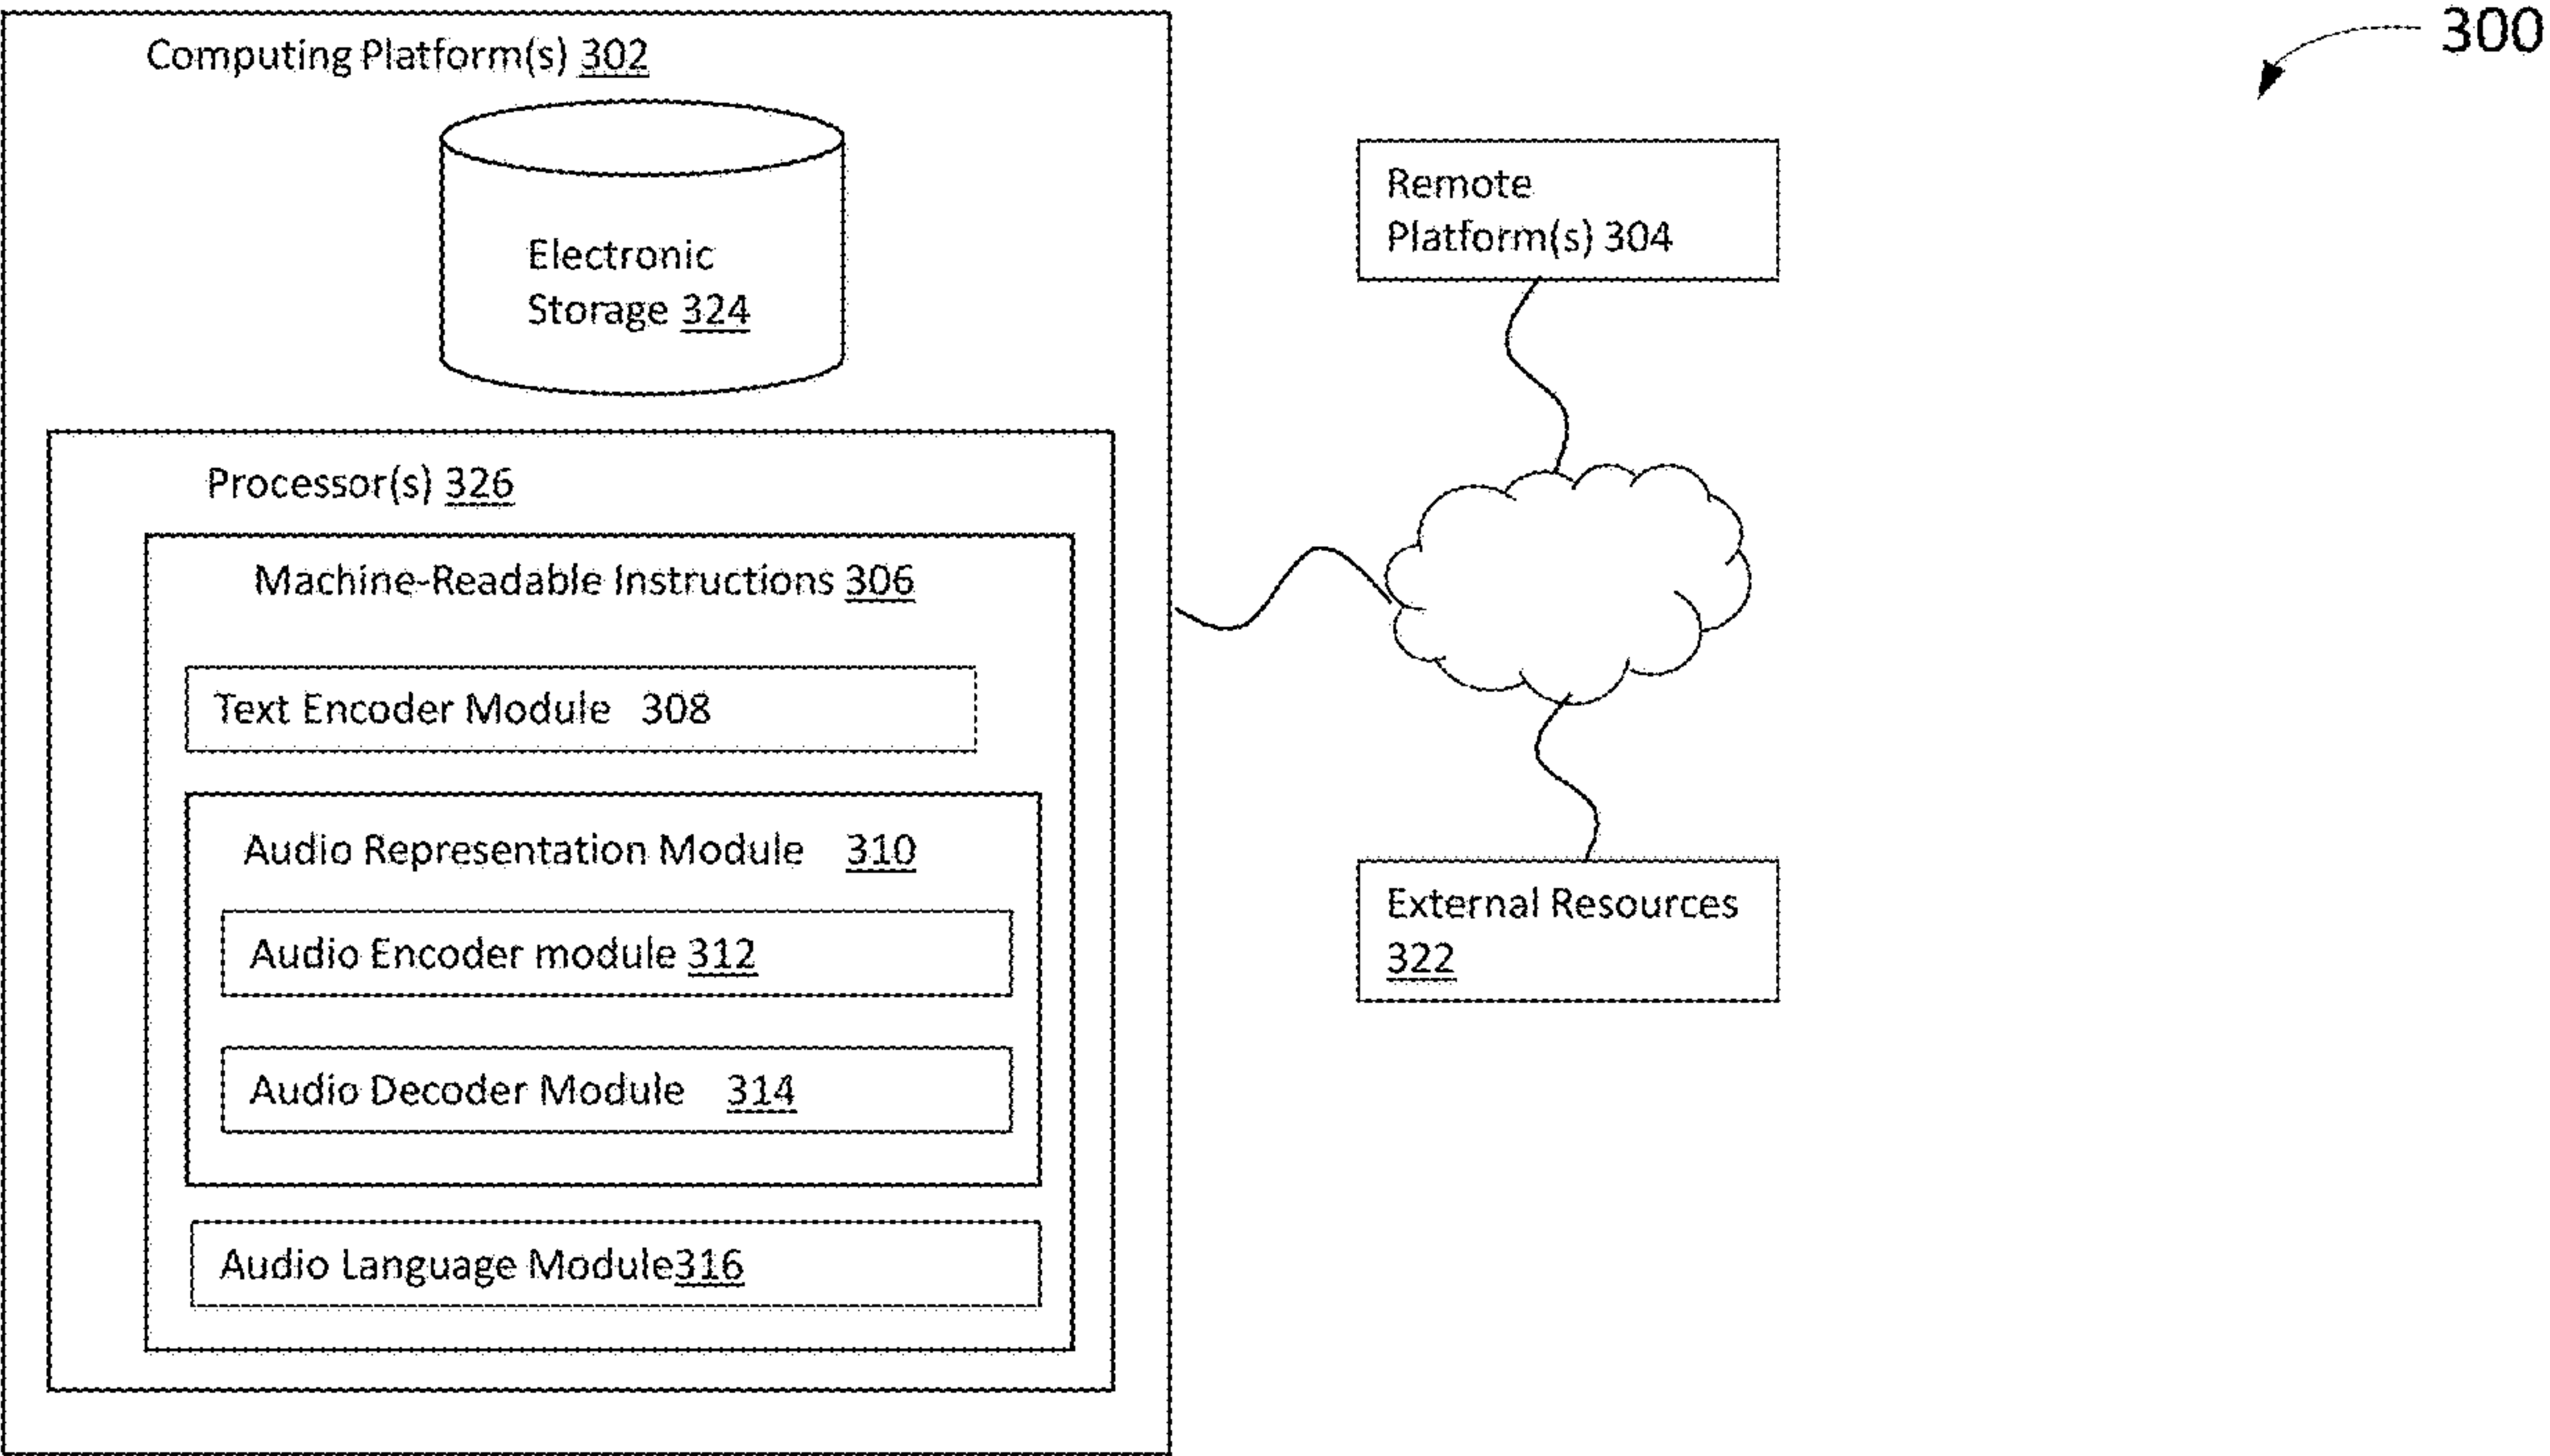 Computing Platform(s) 302
300
Electronic
Storage 324
Remote
Platform(s) 304
Processor(s) 326
Machine-Readable Instructions 306
Text Encoder Module 308
Audio Representation Module 310
Audio Encoder module 312
Audio Decoder Module 314
Audio Language Module316
External Resources
322